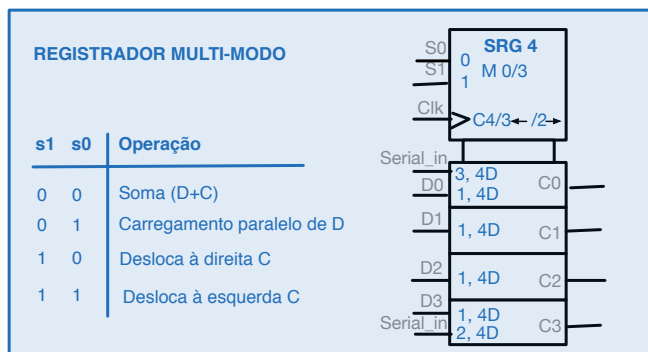 REGISTRADOR MULTI-MODO
s1 s0 Operação
0 0 Soma (D+C)
0 1 Carregamento paralelo de D
1 0 Desloca à direita C
1 1 Desloca à esquerda C
SRG 4
S0 0 M 0/3
S1 1
Clk C4/3← /2→
Serial_in 3, 4D
D0 1, 4D C0
D1 1, 4D C1
D2 1, 4D C2
D3 1, 4D
Serial_in 2, 4D C3